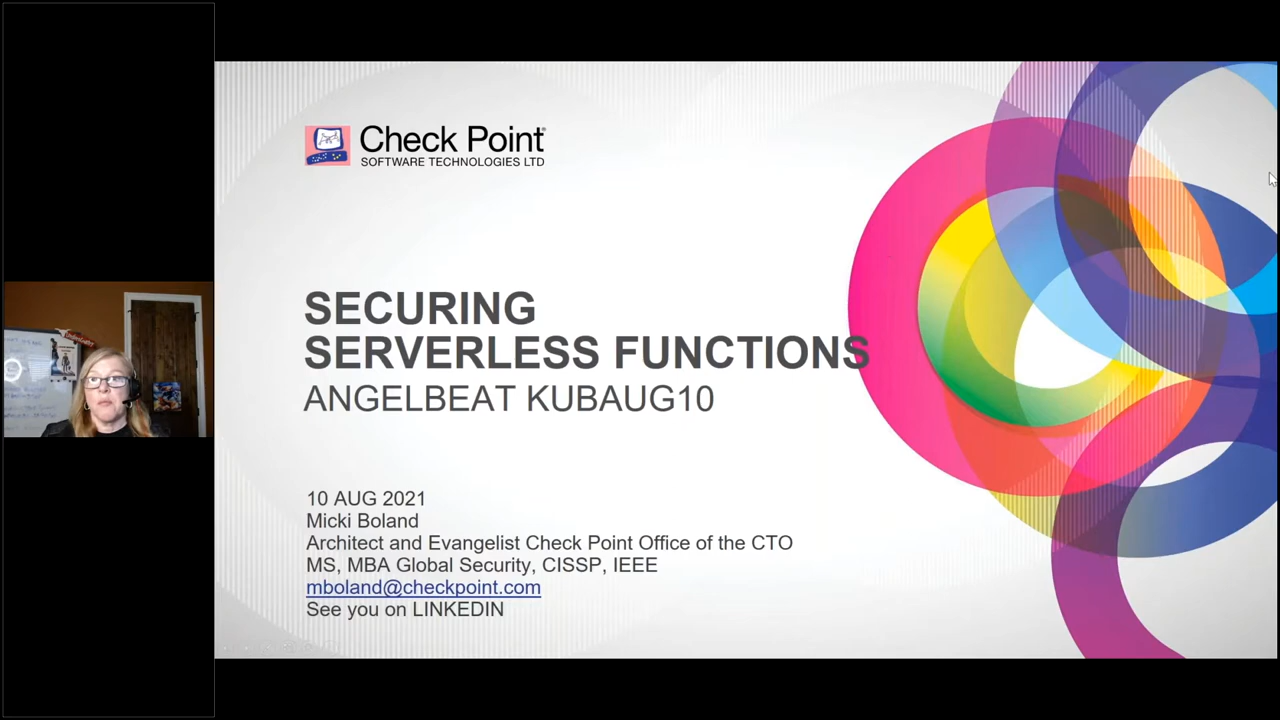 Check Point
SOFTWARE TECHNOLOGIES LTD
SECURING
SERVERLESS FUNCTIONS
ANGELBEAT KUBAUG10
10 AUG 2021
Micki Boland
Architect and Evangelist Check Point Office of the CTO
MS, MBA Global Security, CISSP, IEEE
mboland@checkpoint.com
See you on LINKEDIN